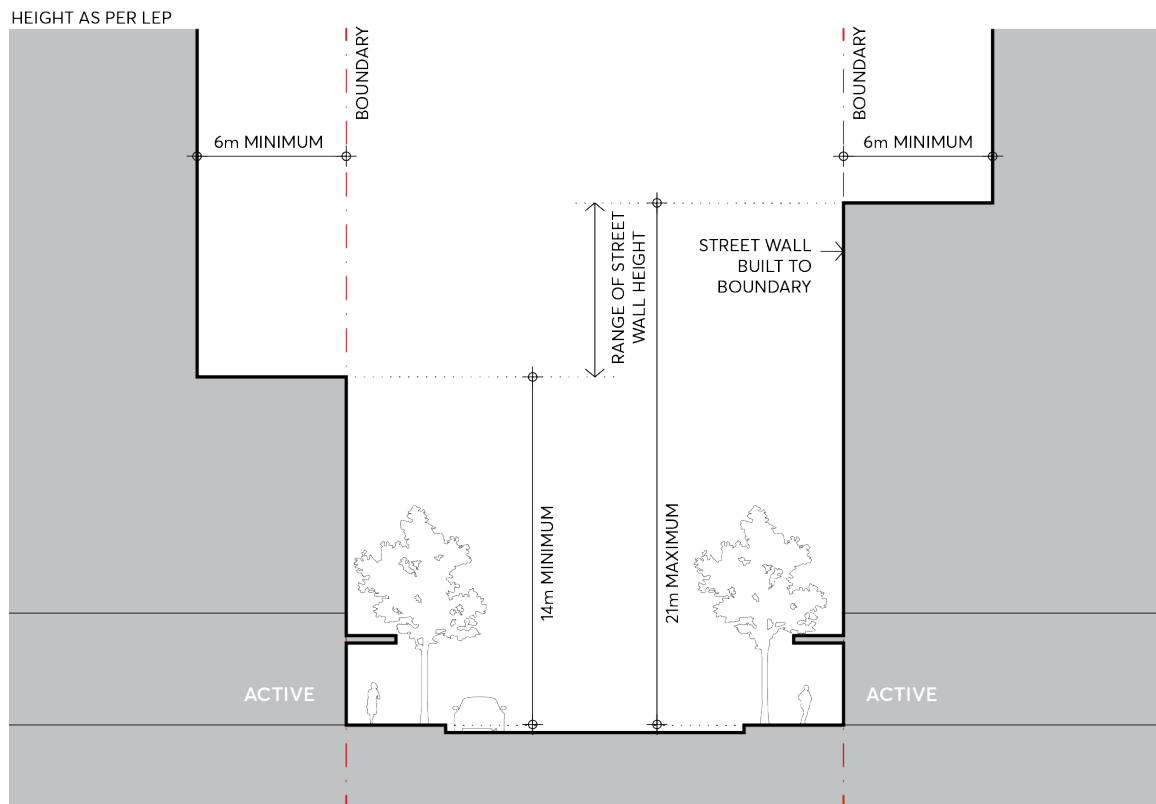 HEIGHT AS PER LEP
BOUNDARY
BOUNDARY
6m MINIMUM
6m MINIMUM
RANGE OF STREET
WALL HEIGHT
STREET WALL
BUILT TO
BOUNDARY
14m MINIMUM
21m MAXIMUM
ACTIVE
ACTIVE